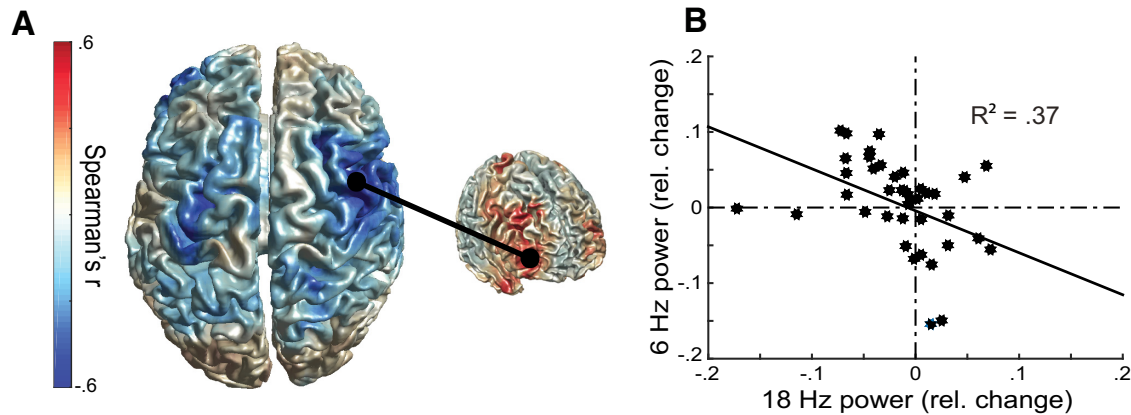 A
.6
Spearman's r
-.6
B
6 Hz power (rel. change)
.2
.1
0
-.1
-.2
R² = .37
-.2
-.1
0
.1
.2
18 Hz power (rel. change)